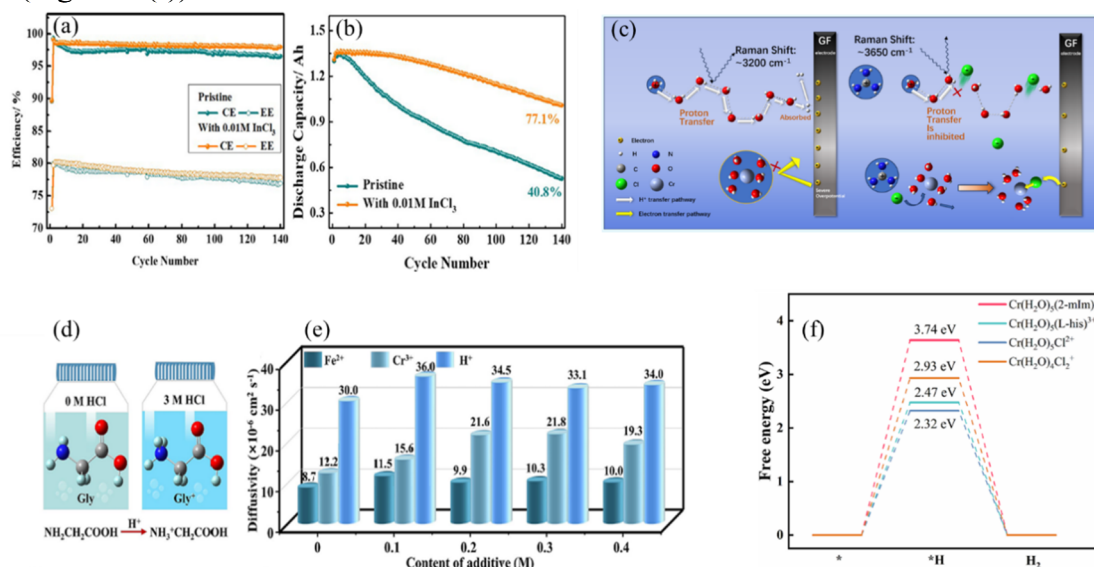 (a)
100
95
90
85
80
75
70
Efficiency/ %
Pristine
CE EE
With 0.01M InCl3
CE EE
1 20 40 60 80 100 120 140
Cycle Number
(b)
1.5
1.2
0.9
0.6
0.3
Discharge Capacity/ Ah
77.1%
40.8%
Pristine
With 0.01M InCl3
1 20 40 60 80 100 120 140
Cycle Number
(c)
Raman Shift:
~3200 cm-1
Proton
Transfer
Absorbed
GF
electrode
Electron
H N
C O
Cl Cr
H+ transfer pathway
Electron transfer pathway
Raman Shift:
~3650 cm-1
Proton
Transfer
Is
inhibited
GF
electrode
(d)
0 M HCl
3 M HCl
Gly
Gly+
H+
NH2CH2COOH NH3+CH2COOH
(e)
Fe2+ Cr3+ H+
40
30
20
10
0
Diffusivity (× 10-6 cm2 s-1)
8.7 12.2 30.0
11.5 15.6 36.0
9.9 21.6 34.5
10.3 21.8 33.1
10.0 19.3 34.0
0 0.1 0.2 0.3 0.4
Content of additive (M)
(f)
4
3
2
1
0
Free energy (eV)
Cr(H2O)5(2-mIm)
Cr(H2O)5(L-his)3+
Cr(H2O)5Cl2+
Cr(H2O)4Cl2+
3.74 eV
2.93 eV
2.47 eV
2.32 eV
* *H H2